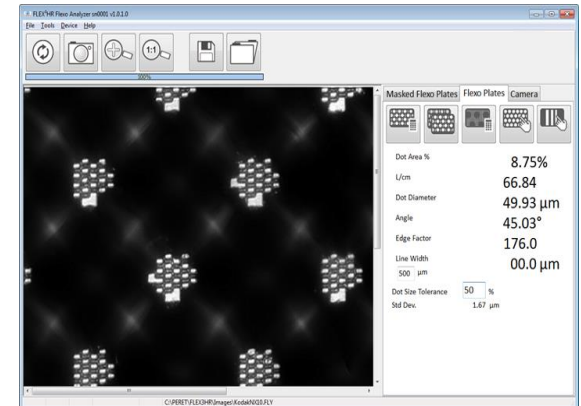 FLEX³HR Flexo Analyzer sn0001 v1.0.1.0
File Tools Device Help
1:1
100%
Masked Flexo Plates Flexo Plates Camera
Dot Area % 8.75%
L/cm 66.84
Dot Diameter 49.93 µm
Angle 45.03°
Edge Factor 176.0
Line Width 00.0 µm
500 µm
Dot Size Tolerance 50 %
Std Dev. 1.67 µm
C:\PERET\FLEX3HR\Images\KodakNX10.FLY